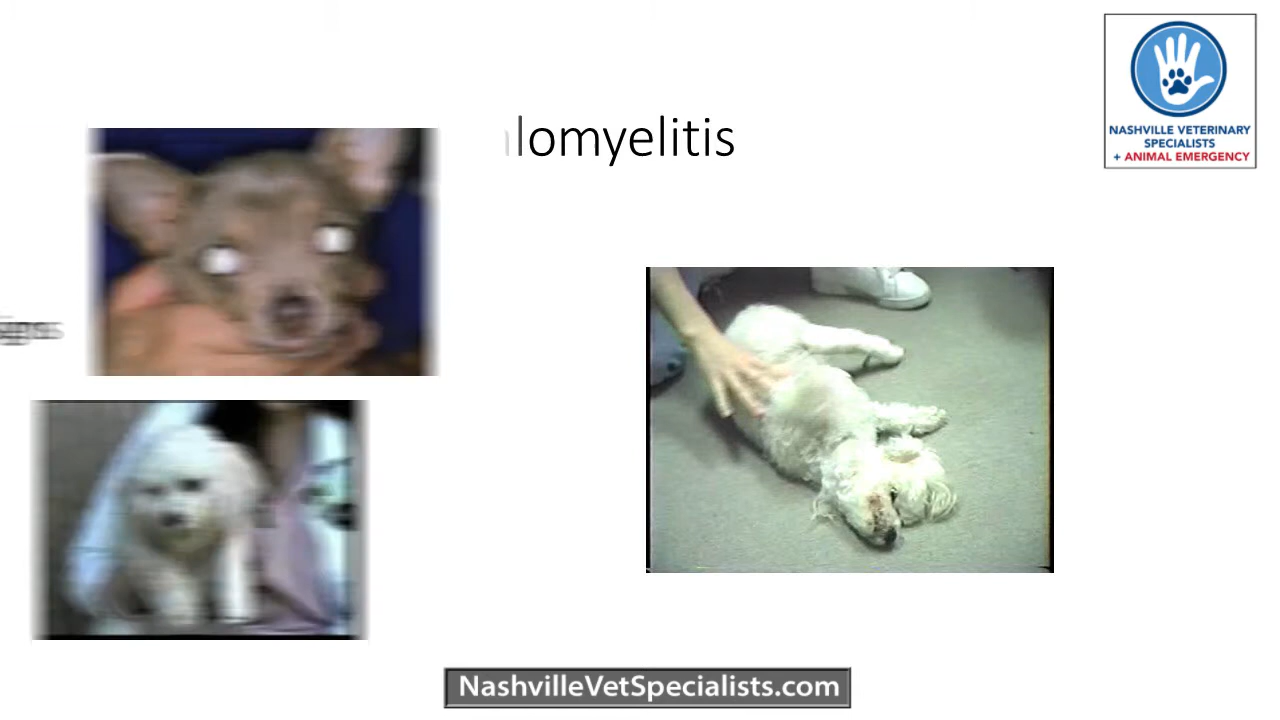 lomyelitis
NASHVILLE VETERINARY
SPECIALISTS
+ ANIMAL EMERGENCY
NashvilleVetSpecialists.com